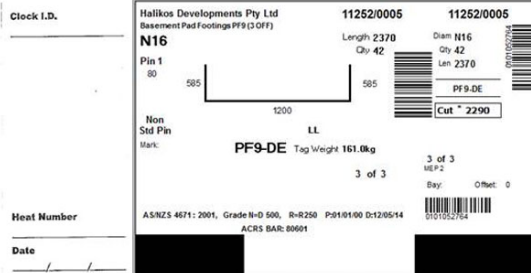 Clock I.D.
Halikos Developments Pty Ltd
Basement Pad Footings PF9 (3 OFF)
11252/0005
11252/0005
N16
Length 2370
Qty 42
Diam N16
Qty 42
Len 2370
0101052764
Pin 1
80
585
585
1200
PF9-DE
Cut " 2290
Non
Std Pin
LL
Mark:
PF9-DE
Tag Weight 161.0kg
3 of 3
3 of 3
MEP2
Bay:
Offset: 0
Heat Number
AS/NZS 4671: 2001, Grade N=D 500, R=R250 P:01/01/00 D:12/05/14
ACRS BAR: 80601
0101052764
Date
/ /